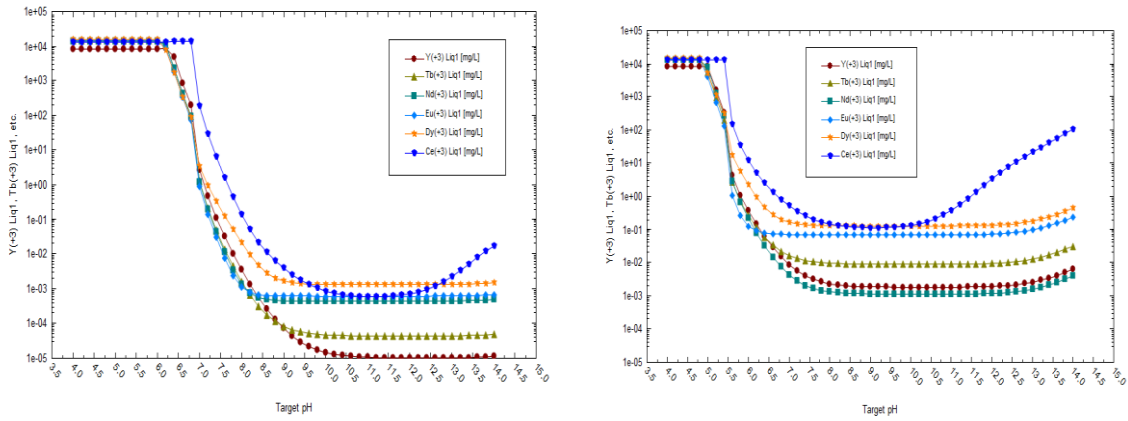 1e+05
1e+04
1e+03
1e+02
1e+01
1e+00
1e-01
1e-02
1e-03
1e-04
1e-05
Y(+3) Liq1 , Tb(+3) Liq1 , etc.
Y(+3) Liq1 [mg/L]
Tb(+3) Liq1 [mg/L]
Nd(+3) Liq1 [mg/L]
Eu(+3) Liq1 [mg/L]
Dy(+3) Liq1 [mg/L]
Ce(+3) Liq1 [mg/L]
3.5 4.0 4.5 5.0 5.5 6.0 6.5 7.0 7.5 8.0 8.5 9.0 9.5 10.0 10.5 11.0 11.5 12.0 12.5 13.0 13.5 14.0 14.5 15.0
Target pH
1e+05
1e+04
1e+03
1e+02
1e+01
1e+00
1e-01
1e-02
1e-03
1e-04
1e-05
Y(+3) Liq1, Tb(+3) Liq1, etc.
Y(+3) Liq1 [mg/L]
Tb(+3) Liq1 [mg/L]
Nd(+3) Liq1 [mg/L]
Eu(+3) Liq1 [mg/L]
Dy(+3) Liq1 [mg/L]
Ce(+3) Liq1 [mg/L]
3.5 4.0 4.5 5.0 5.5 6.0 6.5 7.0 7.5 8.0 8.5 9.0 9.5 10.0 10.5 11.0 11.5 12.0 12.5 13.0 13.5 14.0 14.5 15.0
Target pH